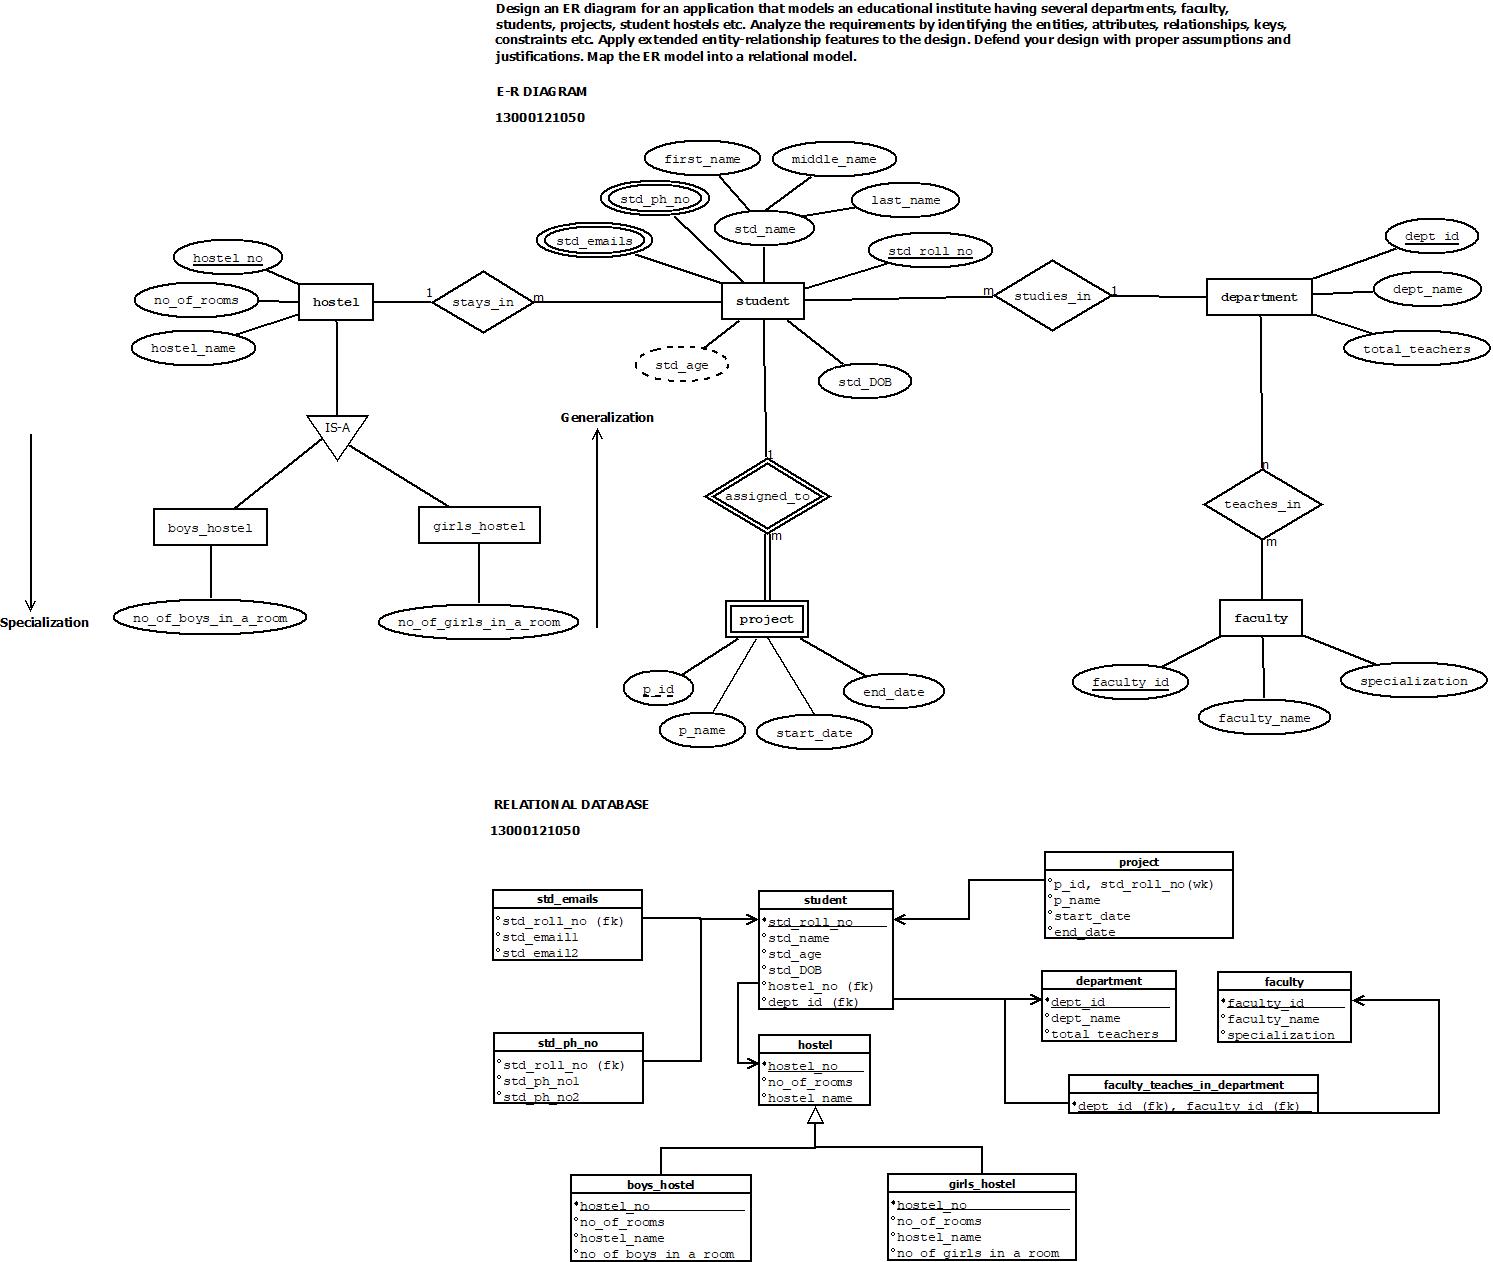 Design an ER diagram for an application that models an educational institute having several departments, faculty,
students, projects, student hostels etc. Analyze the requirements by identifying the entities, attributes, relationships, keys,
constraints etc. Apply extended entity-relationship features to the design. Defend your design with proper assumptions and
justifications. Map the ER model into a relational model.
E-R DIAGRAM
13000121050
first_name
middle_name
std_ph_no
last_name
std_name
std_emails
std_roll_no
hostel_no
no_of_rooms
hostel_name
hostel
1
stays_in
m
student
m
studies_in
1
department
dept_id
dept_name
total_teachers
std_age
std_DOB
IS-A
Generalization
Specialization
boys_hostel
girls_hostel
no_of_boys_in_a_room
no_of_girls_in_a_room
1
assigned_to
m
project
p_id
p_name
start_date
end_date
n
teaches_in
m
faculty
faculty_id
faculty_name
specialization
RELATIONAL DATABASE
13000121050
std_emails
std_roll_no (fk)
std_email1
std_email2
student
std_roll_no
std_name
std_age
std_DOB
hostel_no (fk)
dept_id (fk)
project
p_id, std_roll_no(wk)
p_name
start_date
end_date
department
dept_id
dept_name
total_teachers
faculty
faculty_id
faculty_name
specialization
std_ph_no
std_roll_no (fk)
std_ph_no1
std_ph_no2
hostel
hostel_no
no_of_rooms
hostel_name
faculty_teaches_in_department
dept_id (fk), faculty_id (fk)
boys_hostel
hostel_no
no_of_rooms
hostel_name
no_of_boys_in_a_room
girls_hostel
hostel_no
no_of_rooms
hostel_name
no_of_girls_in_a_room